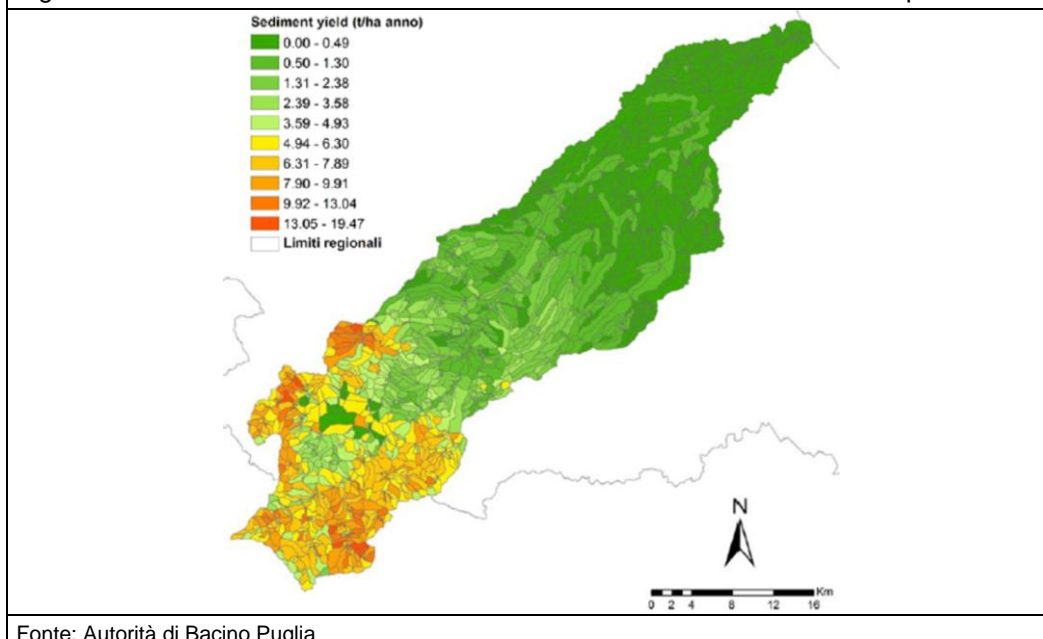 Sediment yield (t/ha anno)
0.00 - 0.49
0.50 - 1.30
1.31 - 2.38
2.39 - 3.58
3.59 - 4.93
4.94 - 6.30
6.31 - 7.89
7.90 - 9.91
9.92 - 13.04
13.05 - 19.47
Limiti regionali
N
Km
0 2 4 8 12 16
Fonte: Autorità di Bacino Puglia